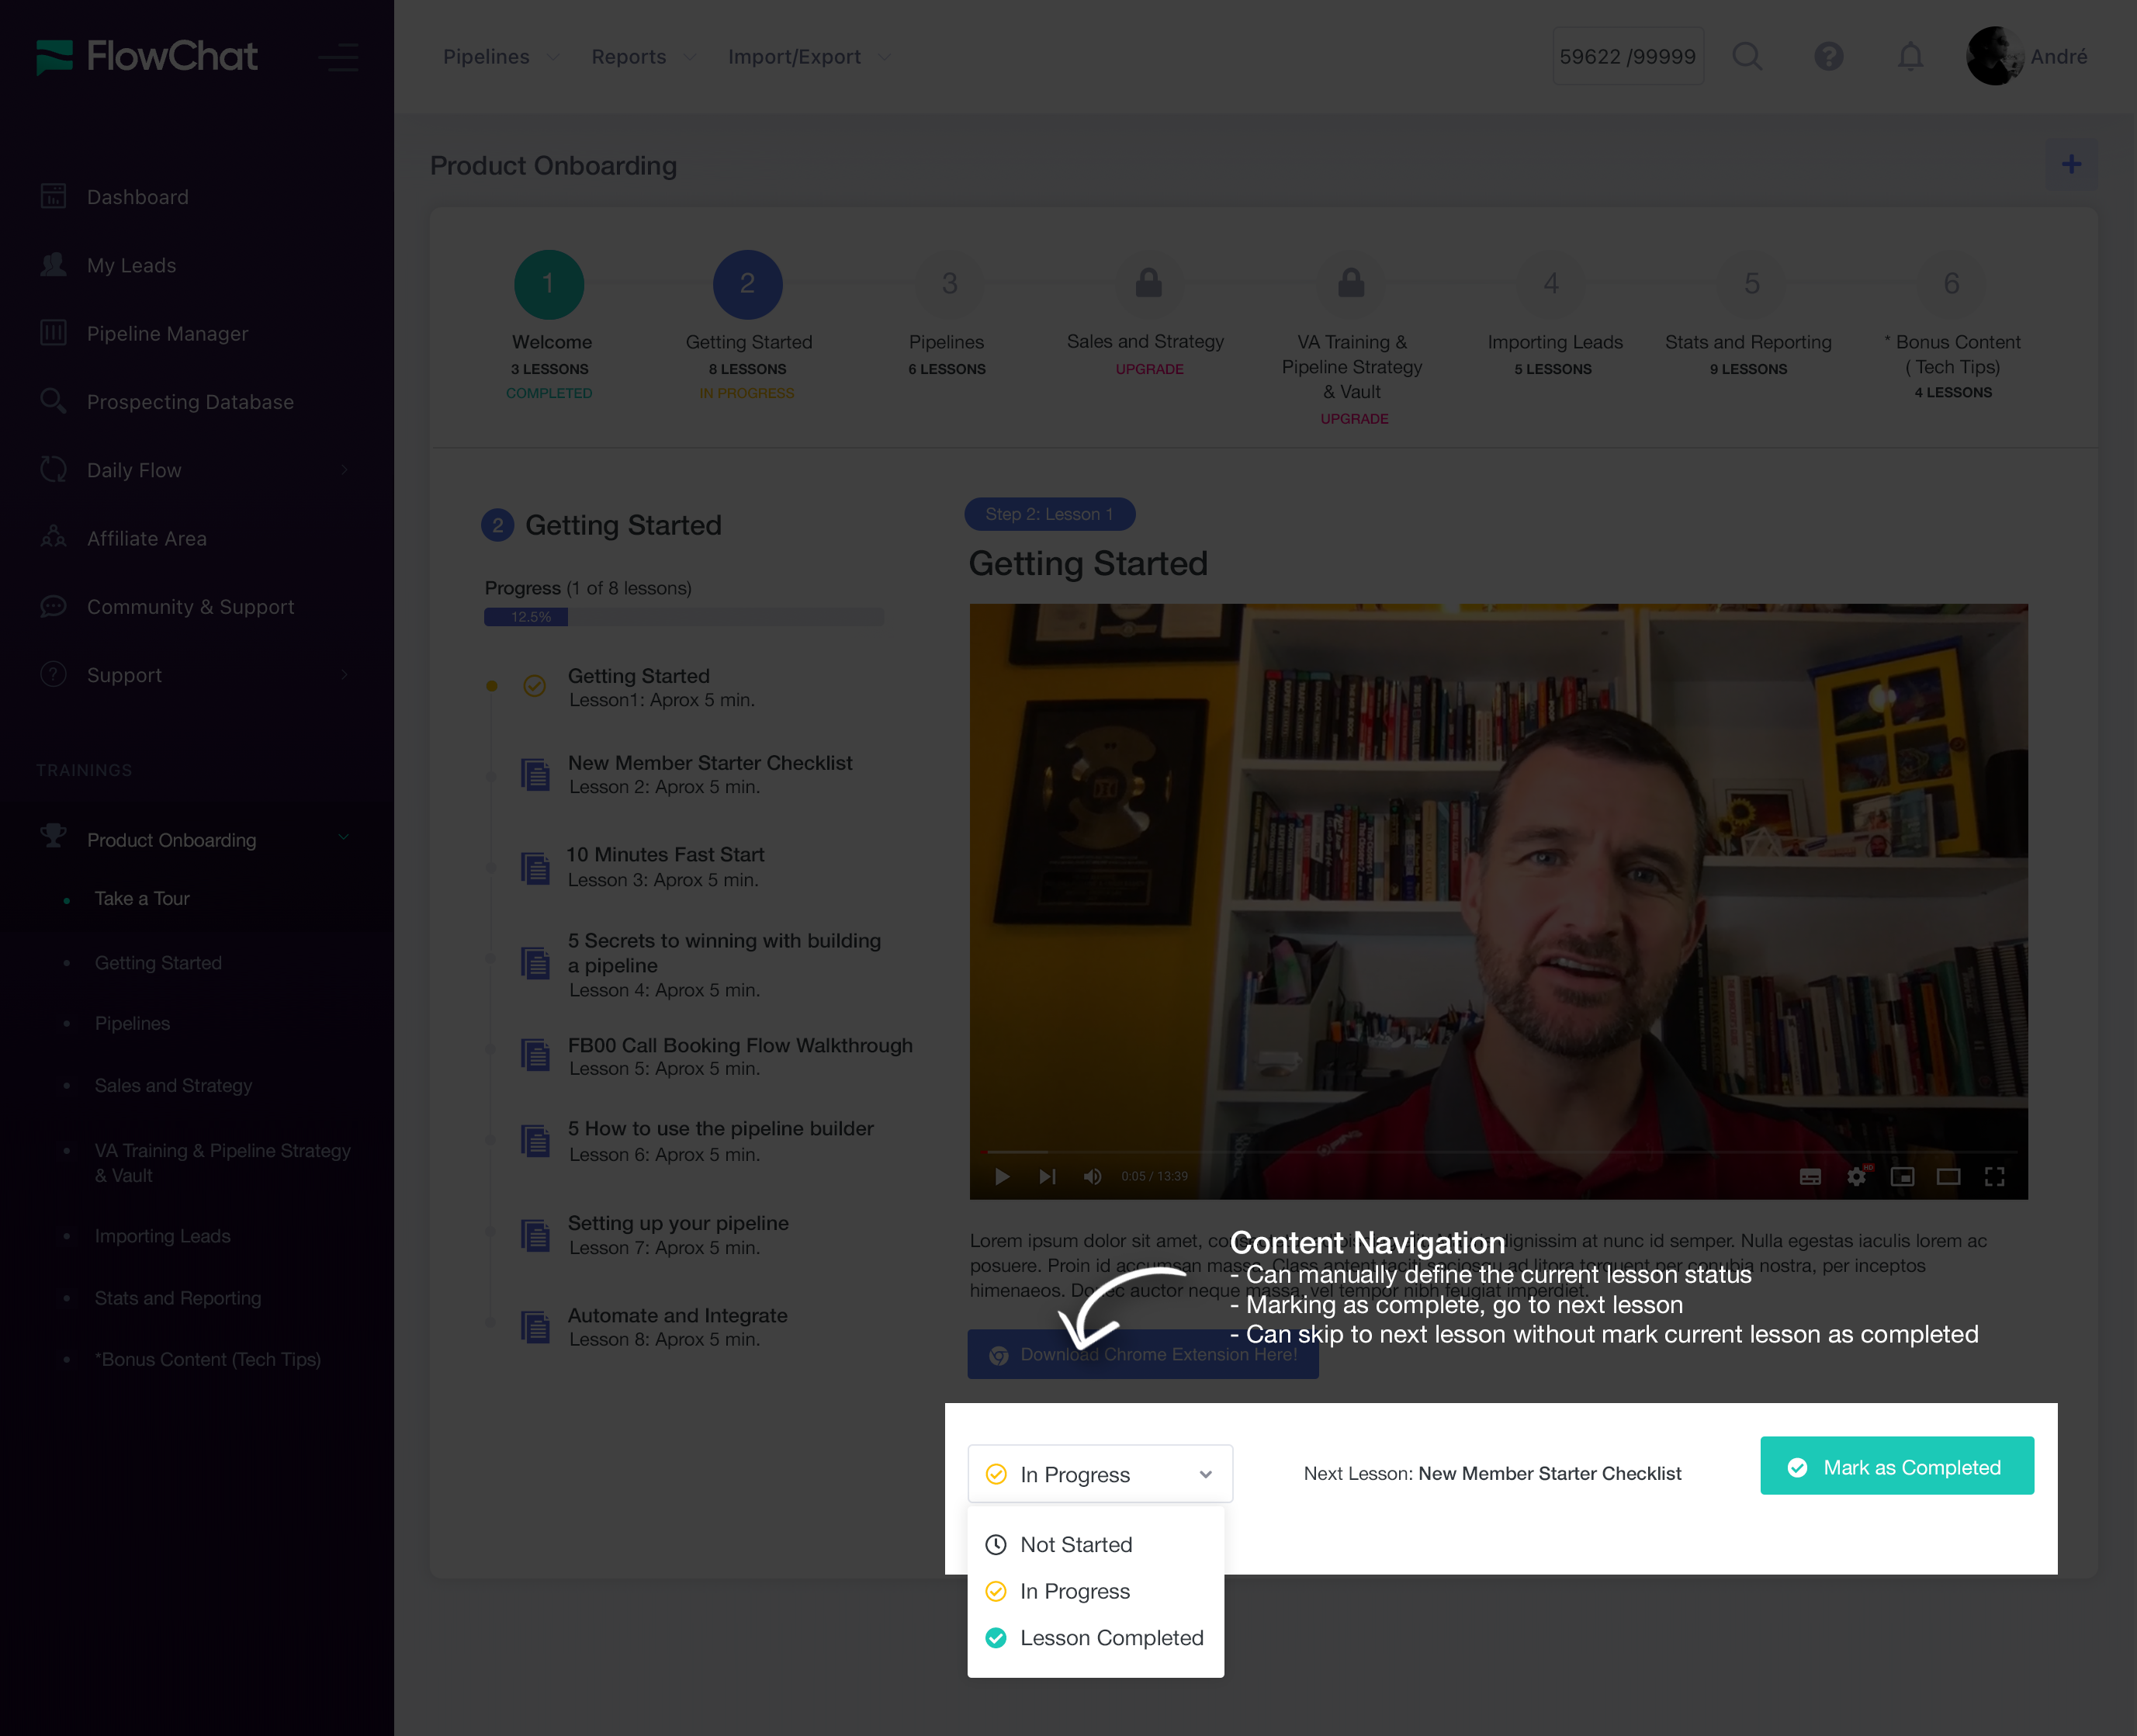 FlowChat
Pipelines
Reports
Import/Export
59622 /99999
André
Dashboard
My Leads
Pipeline Manager
Prospecting Database
Daily Flow
Affiliate Area
Community & Support
Support
TRAININGS
Product Onboarding
Take a Tour
Getting Started
Pipelines
Sales and Strategy
VA Training & Pipeline Strategy
& Vault
Importing Leads
Stats and Reporting
*Bonus Content (Tech Tips)
Product Onboarding
1
Welcome
3 LESSONS
COMPLETED
2
Getting Started
8 LESSONS
IN PROGRESS
3
Pipelines
6 LESSONS
Sales and Strategy
UPGRADE
VA Training &
Pipeline Strategy
& Vault
UPGRADE
4
Importing Leads
5 LESSONS
5
Stats and Reporting
9 LESSONS
6
* Bonus Content
( Tech Tips)
4 LESSONS
2 Getting Started
Progress (1 of 8 lessons)
12.5%
Getting Started
Lesson1: Aprox 5 min.
New Member Starter Checklist
Lesson 2: Aprox 5 min.
10 Minutes Fast Start
Lesson 3: Aprox 5 min.
5 Secrets to winning with building
a pipeline
Lesson 4: Aprox 5 min.
FB00 Call Booking Flow Walkthrough
Lesson 5: Aprox 5 min.
5 How to use the pipeline builder
Lesson 6: Aprox 5 min.
Setting up your pipeline
Lesson 7: Aprox 5 min.
Automate and Integrate
Lesson 8: Aprox 5 min.
Step 2: Lesson 1
Getting Started
0:05 / 13:39
HD
Lorem ipsum dolor sit amet, dignissim at nunc id semper. Nulla egestas iaculis lorem ac
posuere. Proin id accumsan massa. Class aptent taciti sociosqu ad litora torquent per conubia nostra, per inceptos
himenaeos. Donec auctor neque massa, vel tempor nibh feugiat imperdiet.
Content Navigation
- Can manually define the current lesson status
- Marking as complete, go to next lesson
- Can skip to next lesson without mark current lesson as completed
Download Chrome Extension Here!
In Progress
Next Lesson: New Member Starter Checklist
Mark as Completed
Not Started
In Progress
Lesson Completed